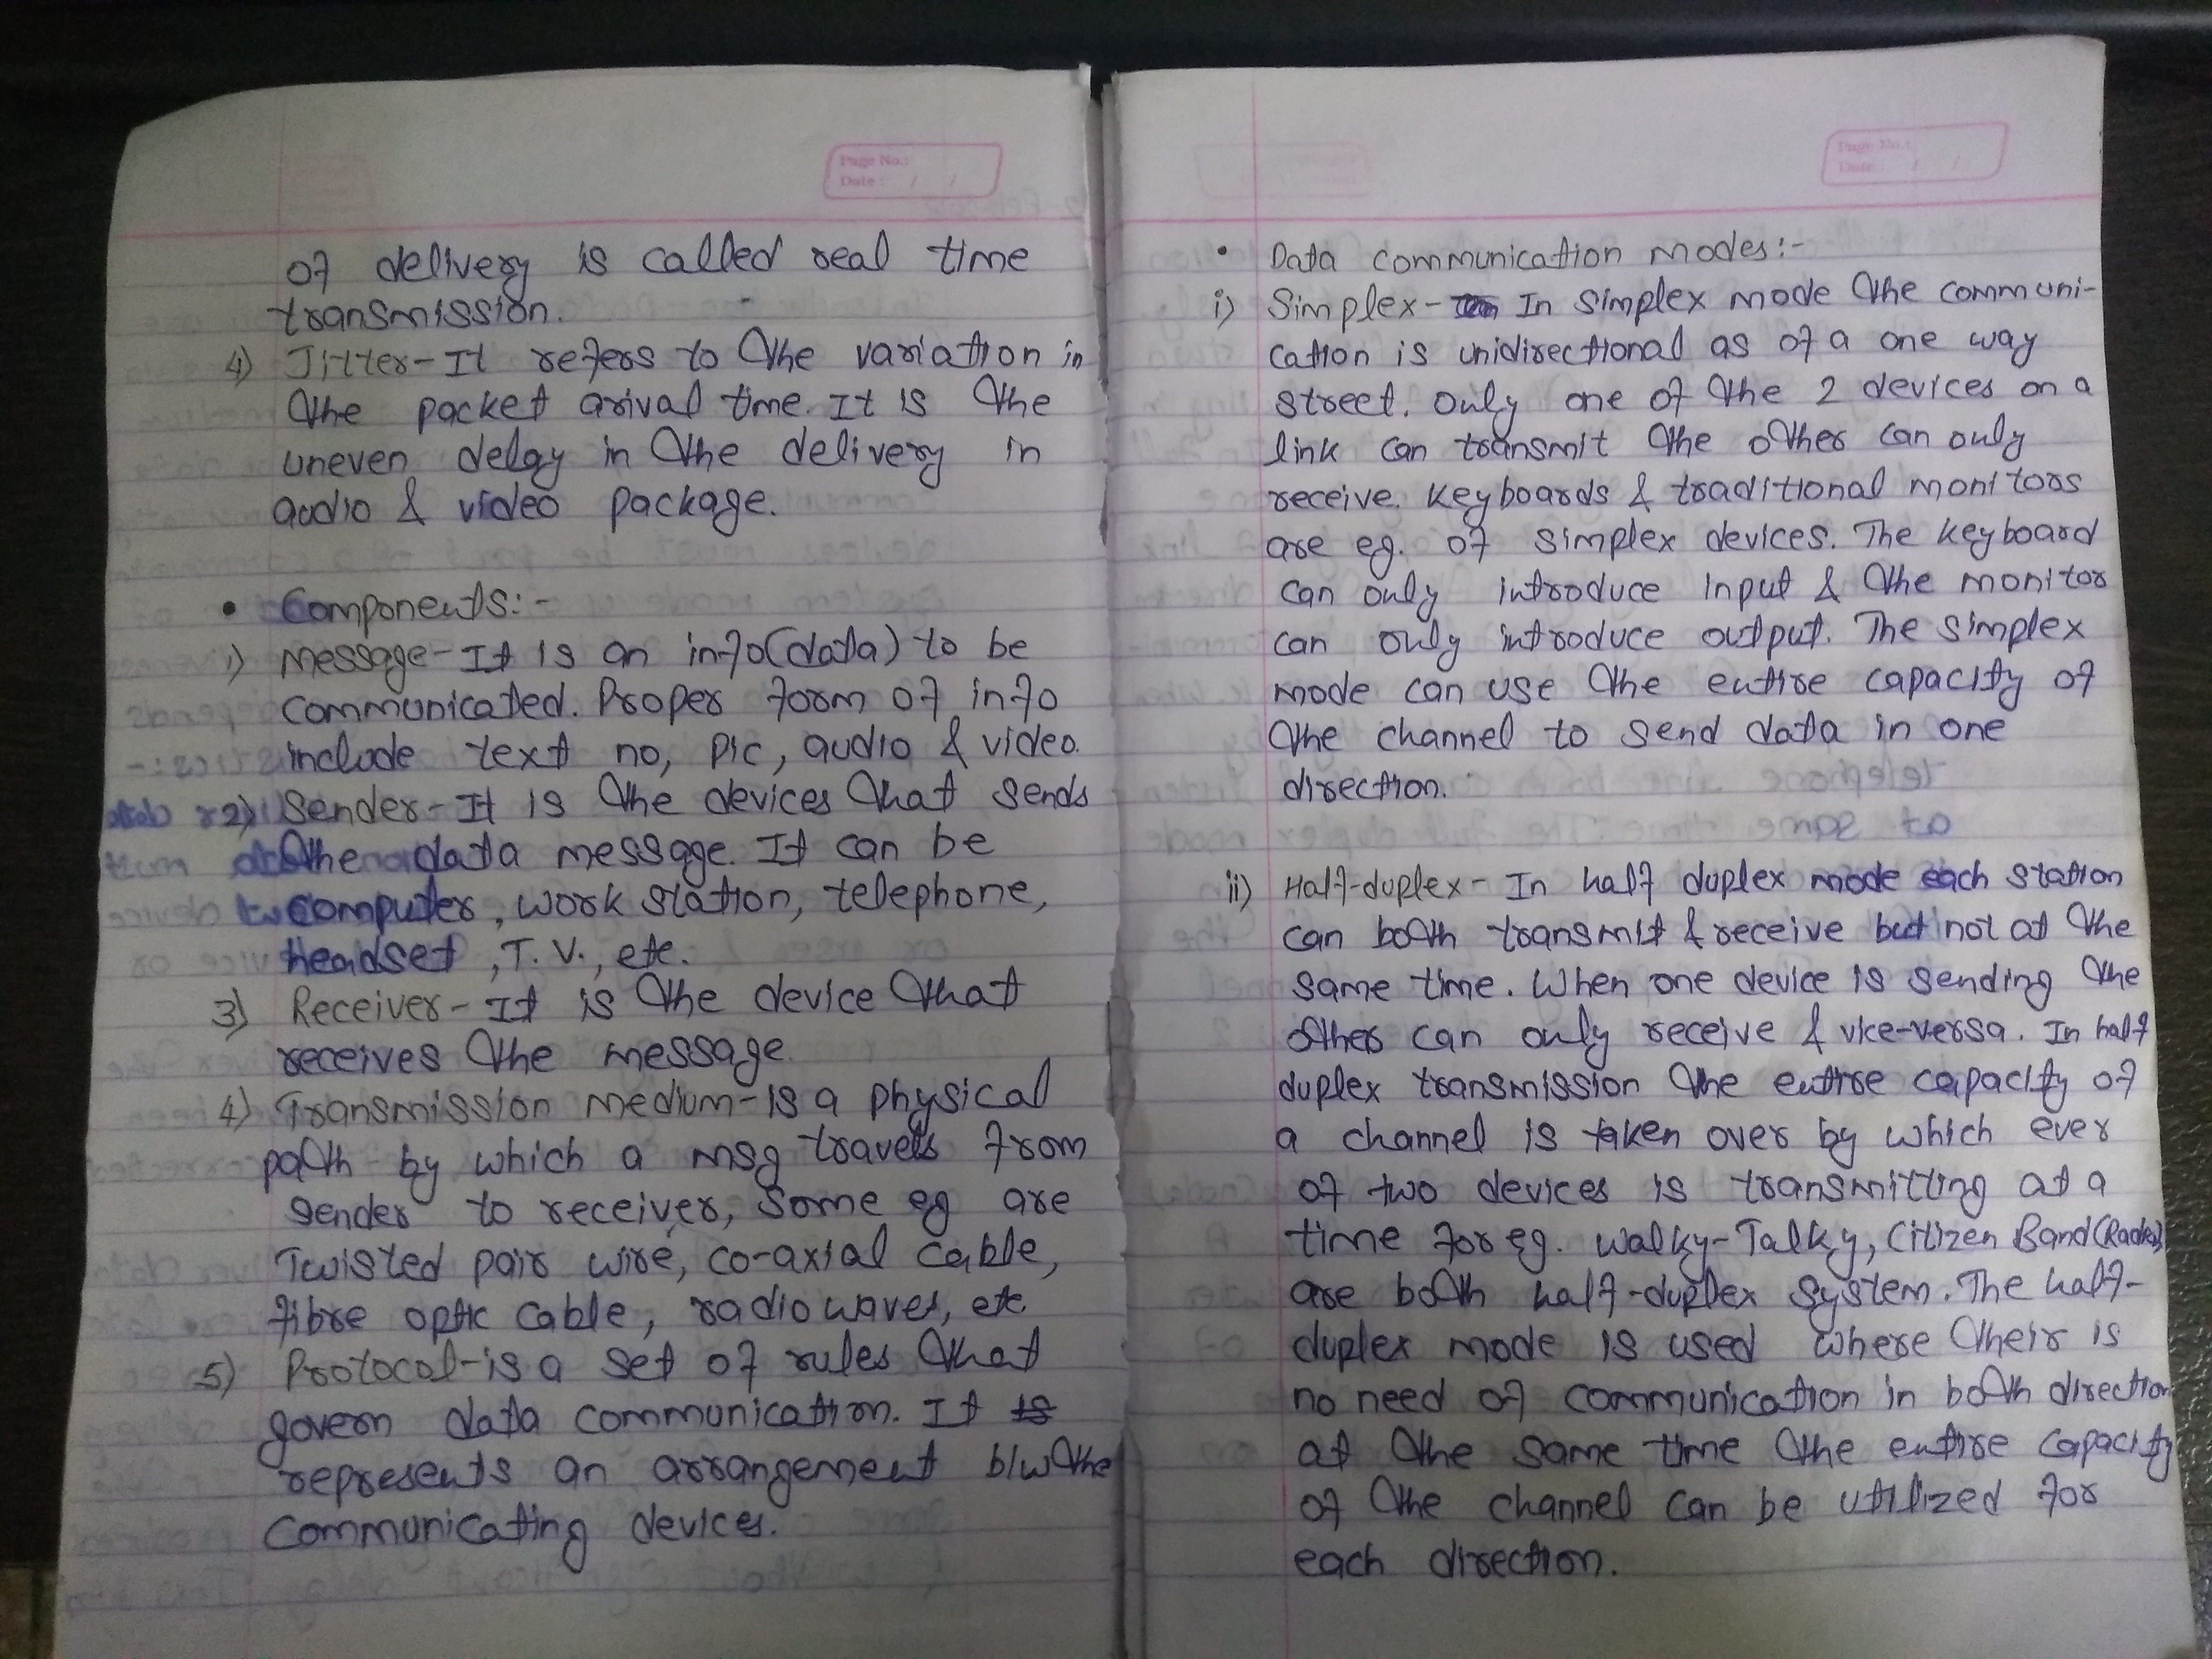 Page No.:
Date : / /
of delivery is called real time
transmission.
4) Jitter-It refers to the variation in
the packet arival time. It is the
uneven delay in the delivery in
audio & video package.
• Components:-
1) Message-It is an info(data) to be
communicated. Proper form of info
include text no, pic, audio & video.
2) Sender-It is the devices that sends
the data message. It can be
computer, work station, telephone,
headset, T.V., etc.
3) Receiver-It is the device that
receives the message.
4) Transmission medium-is a physical
path by which a msg travels from
sender to receiver, some eg are
Twisted pair wire, co-axial cable,
fibre optic cable, radio waves, etc
5) Protocol-is a set of rules that
govern data communication. It is
represents an arrangement b/w the
communicating devices.
Page No.:
Date : / /
• Data communication modes:-
i) Simplex- In simplex mode the communi-
cation is unidirectional as of a one way
street. Only one of the 2 devices on a
link can transmit the other can only
receive. Keyboards & traditional monitors
are eg. of simplex devices. The keyboard
can only introduce input & the monitor
can only introduce output. The simplex
mode can use the entire capacity of
the channel to send data in one
direction.
ii) Half-duplex- In half duplex mode each station
can both transmit & receive but not at the
same time. When one device is sending the
other can only receive & vice-versa. In half
duplex transmission the entire capacity of
a channel is taken over by which ever
of two devices is transmitting at a
time for eg. Walky-Talky, Citizen Band(Radio)
are both half-duplex system. The half-
duplex mode is used where their is
no need of communication in both direction
at the same time the entire capacity
of the channel can be utilized for
each direction.